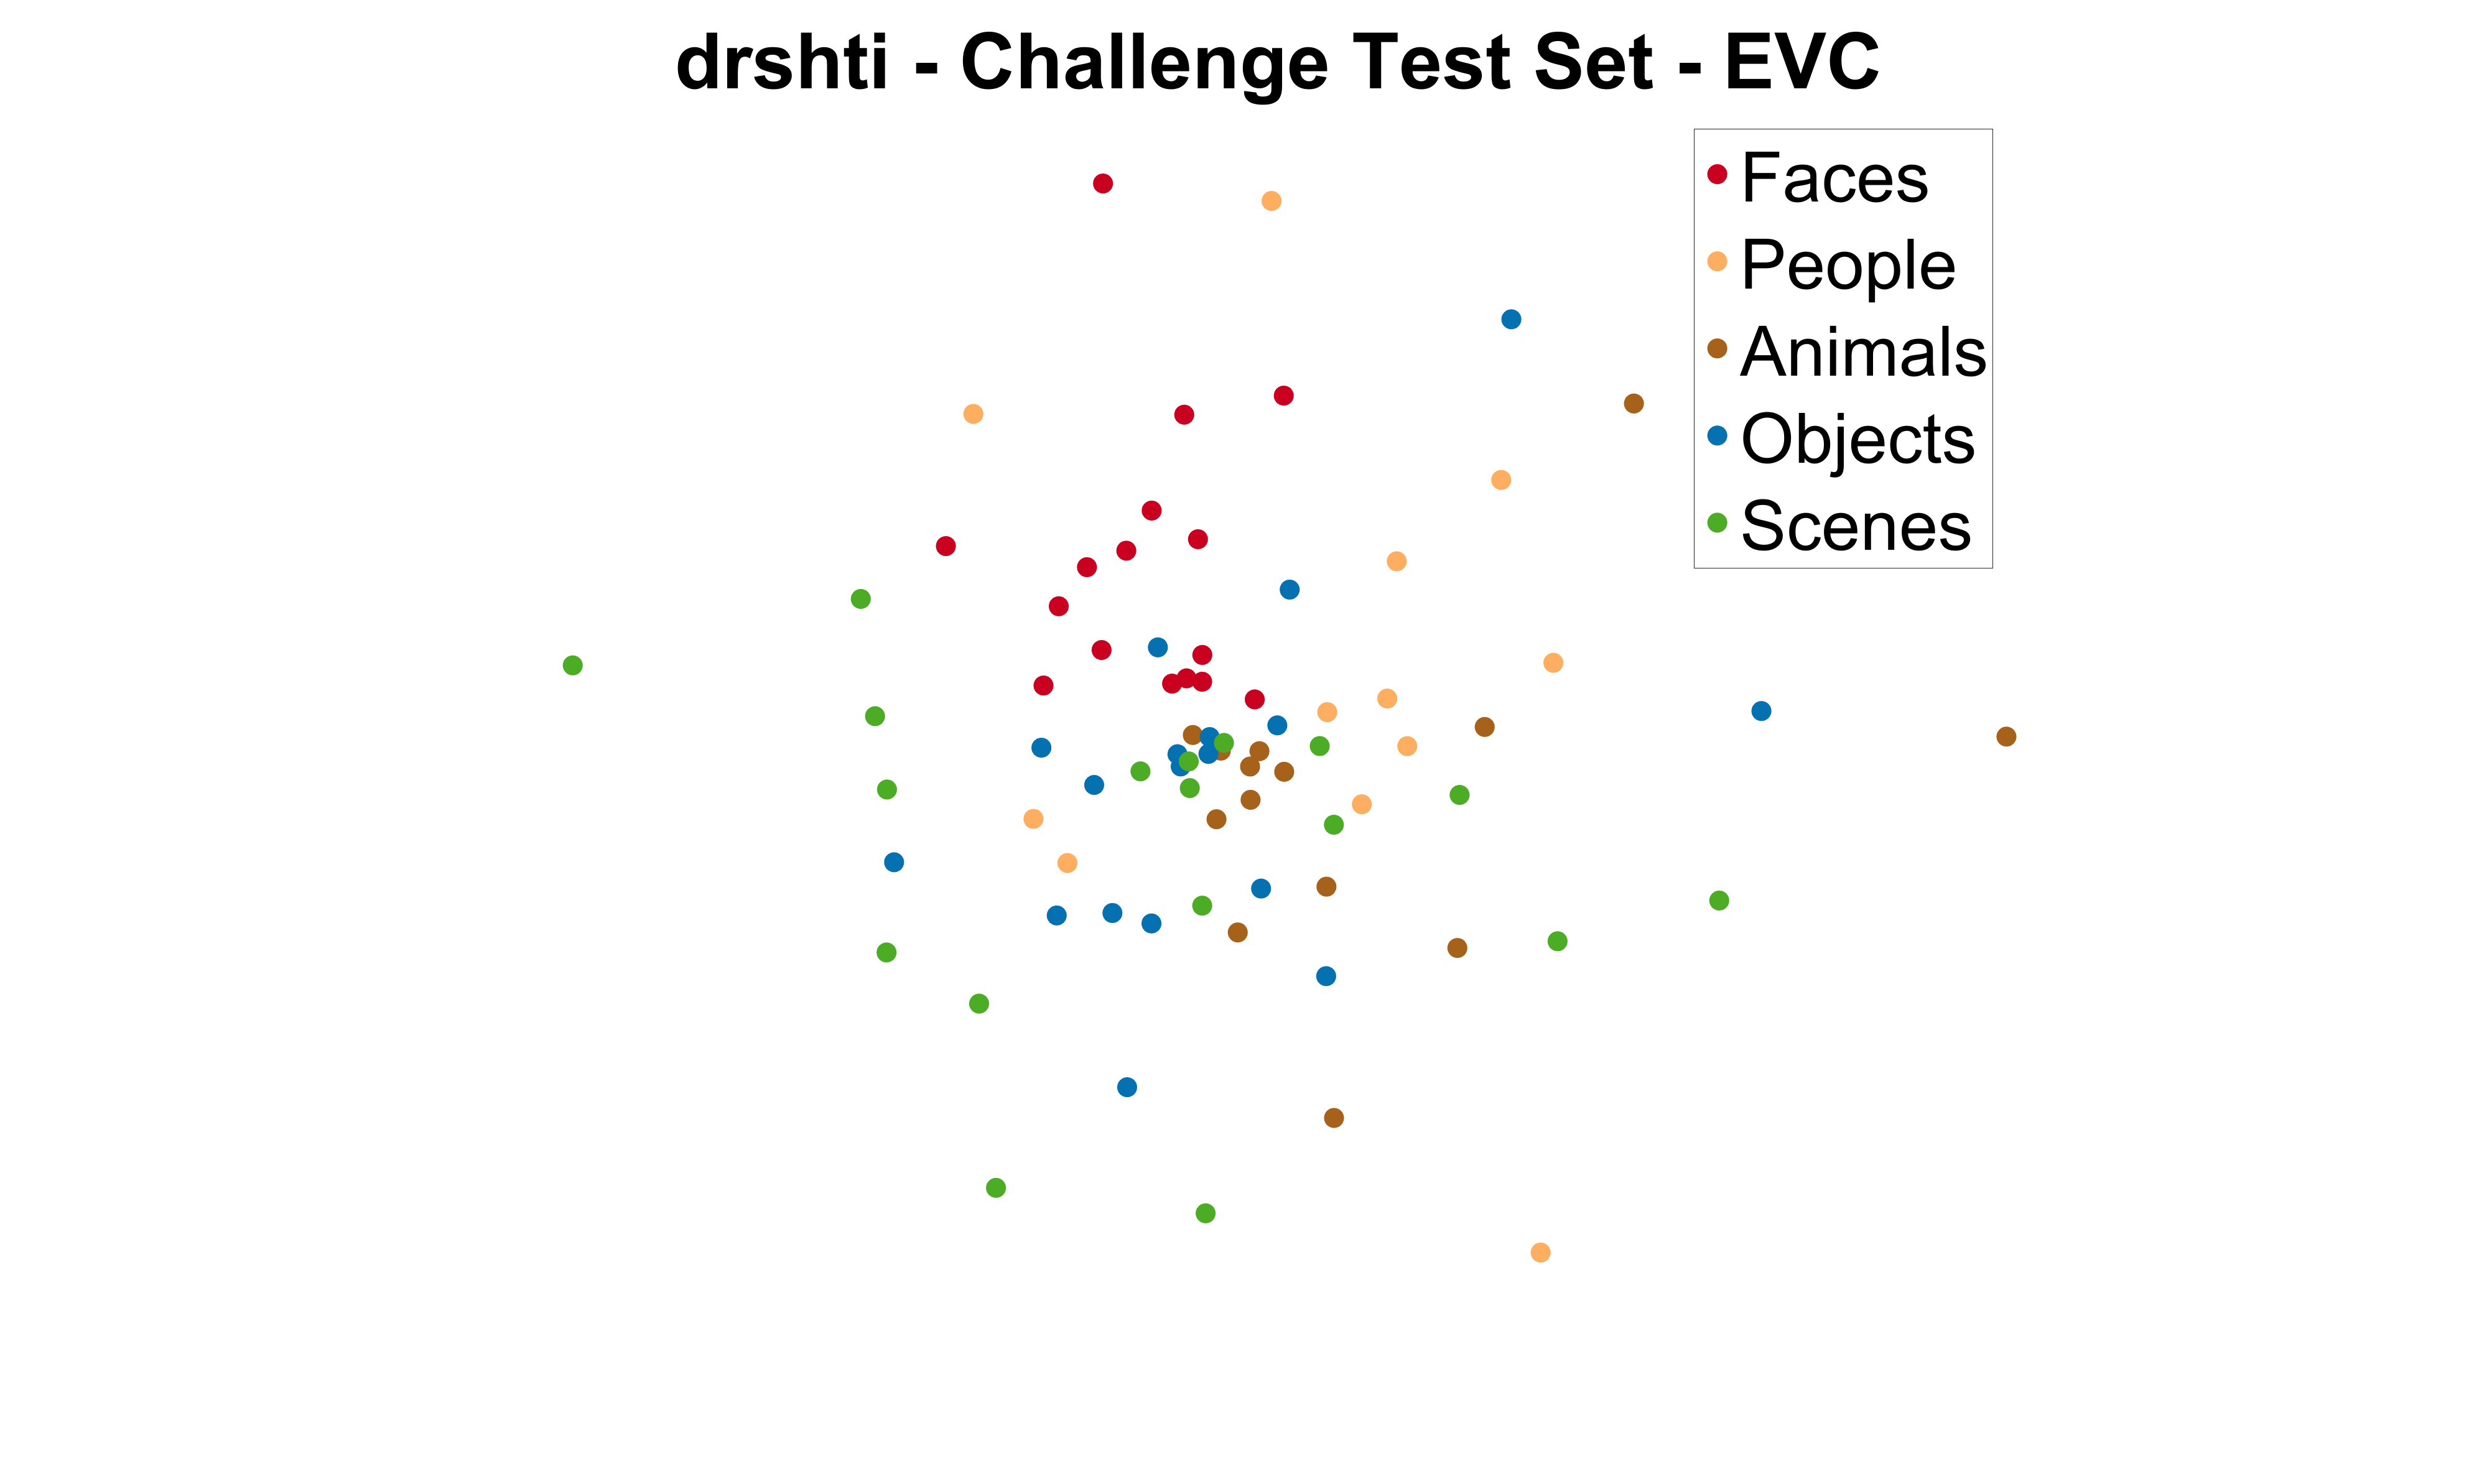 drshti - Challenge Test Set - EVC
Faces
People
Animals
Objects
Scenes